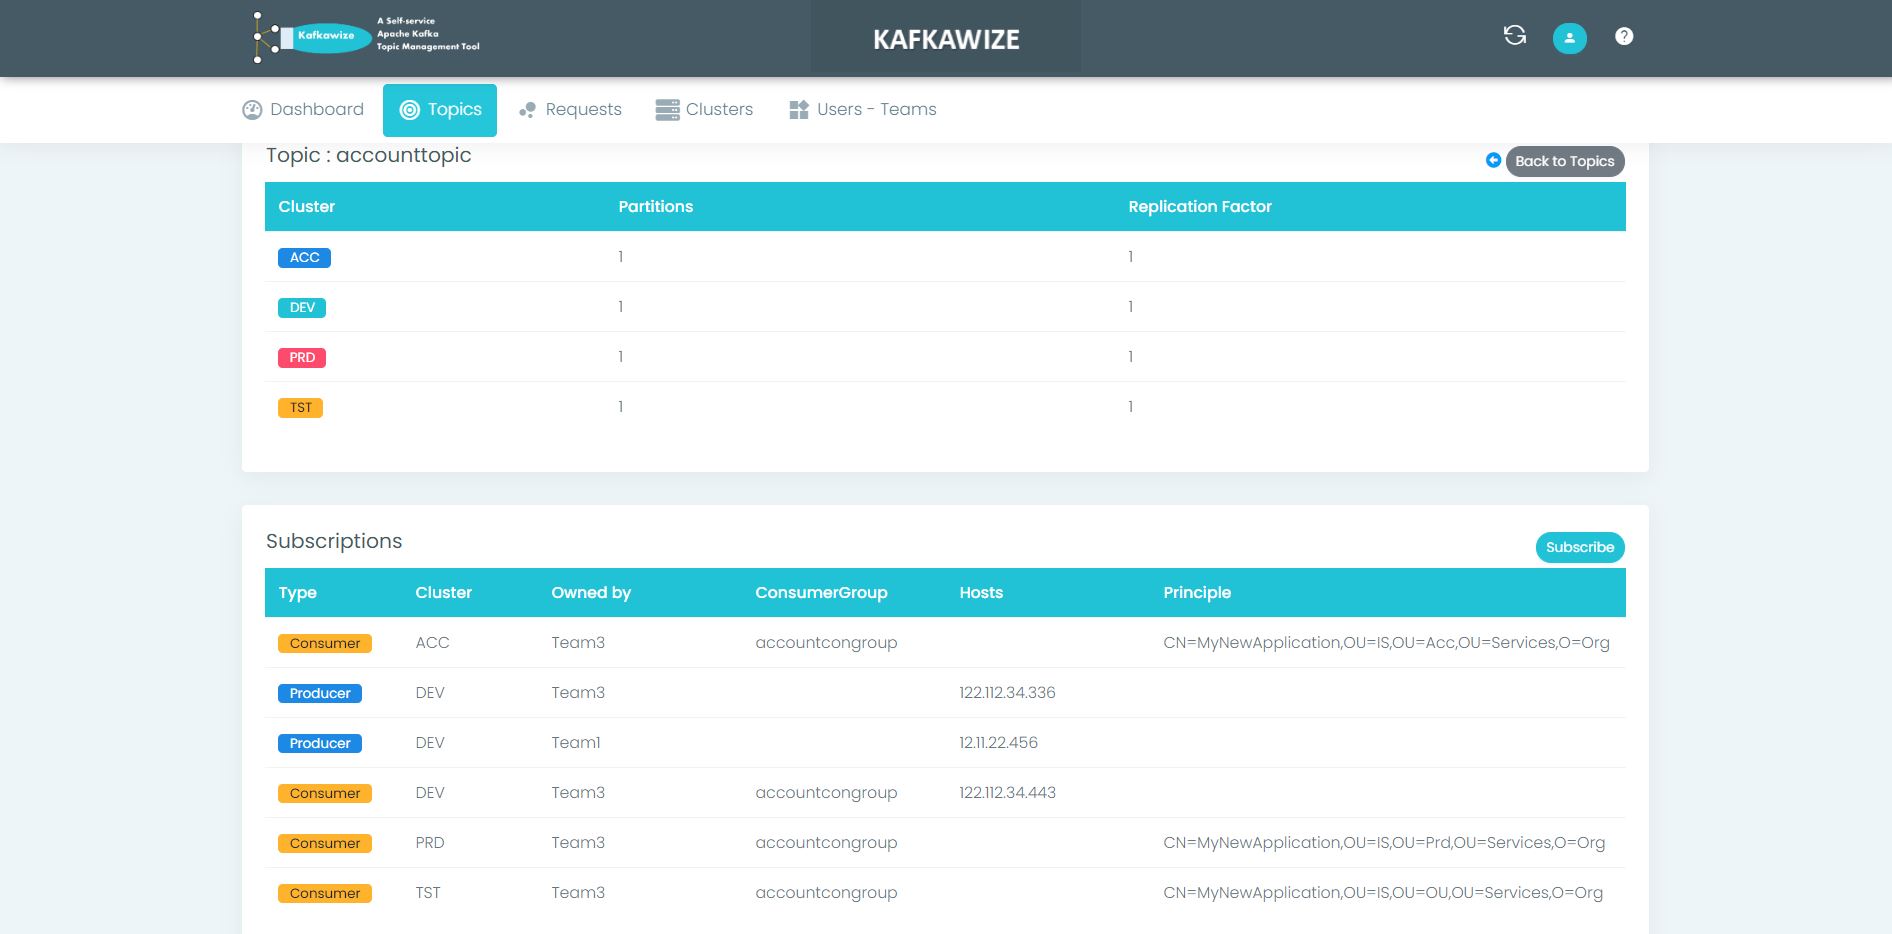 Kafkawize
A Self-service
Apache Kafka
Topic Management Tool
KAFKAWIZE
Dashboard Topics Requests Clusters Users - Teams
Topic : accounttopic Back to Topics
Cluster Partitions Replication Factor
ACC 1 1
DEV 1 1
PRD 1 1
TST 1 1
Subscriptions Subscribe
Type Cluster Owned by ConsumerGroup Hosts Principle
Consumer ACC Team3 accountcongroup CN=MyNewApplication,OU=IS,OU=Acc,OU=Services,O=Org
Producer DEV Team3 122.112.34.336
Producer DEV Team1 12.11.22.456
Consumer DEV Team3 accountcongroup 122.112.34.443
Consumer PRD Team3 accountcongroup CN=MyNewApplication,OU=IS,OU=Prd,OU=Services,O=Org
Consumer TST Team3 accountcongroup CN=MyNewApplication,OU=IS,OU=OU,OU=Services,O=Org